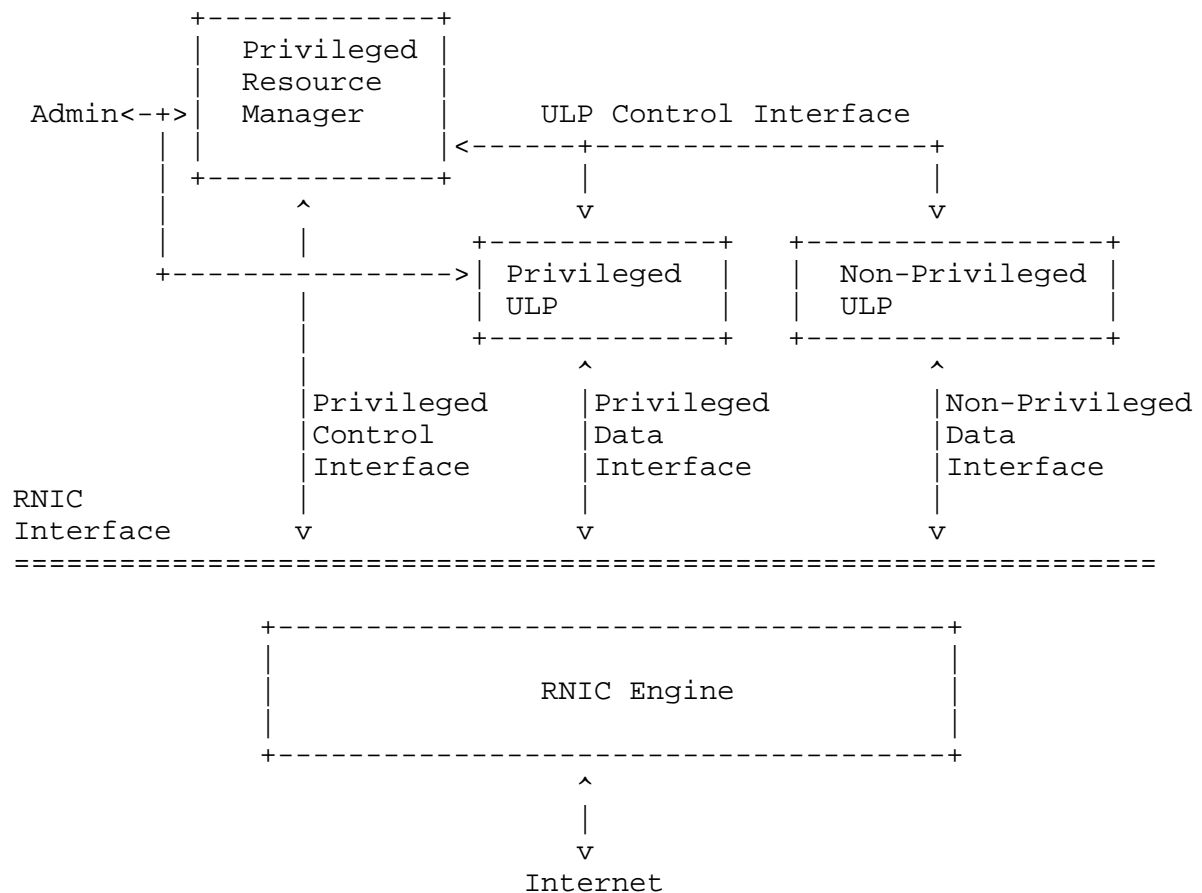 Privileged
Resource
Admin<-+>| Manager | ULP Control Interface
Privileged Non-Privileged
ULP ULP
Privileged Privileged Non-Privileged
Control Data Data
Interface Interface Interface
RNIC
Interface
RNIC Engine
Internet